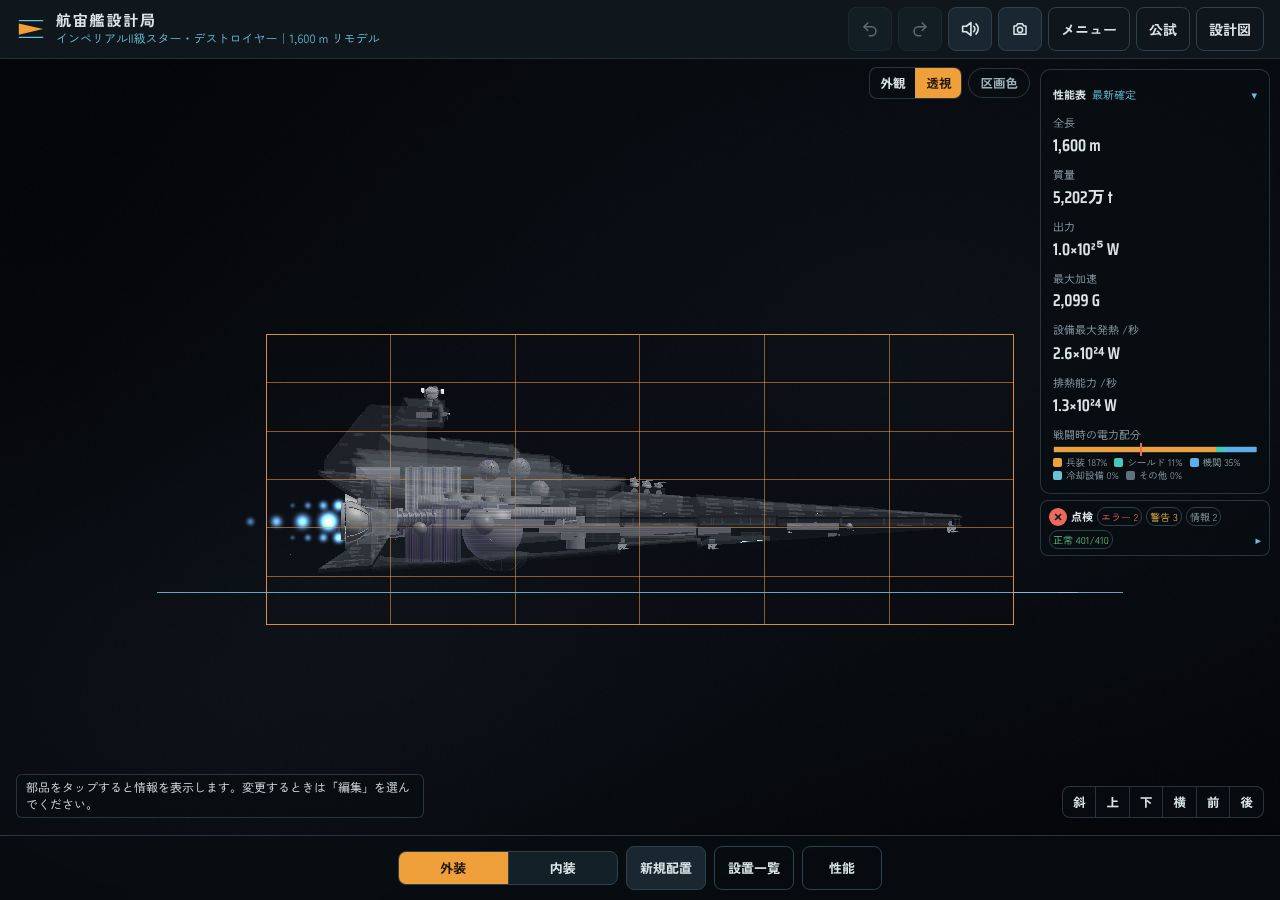 航宙艦設計局
インペリアルII級スター・デストロイヤー｜1,600 m リモデル
メニュー
公試
設計図
外観
透視
区画色
性能表 最新確定
全長
1,600 m
質量
5,202万 t
出力
1.0×10²⁵ W
最大加速
2,099 G
設備最大発熱 /秒
2.6×10²⁴ W
排熱能力 /秒
1.3×10²⁴ W
戦闘時の電力配分
兵装 187% シールド 11% 機関 35%
冷却設備 0% その他 0%
点検 エラー 2 警告 3 情報 2
正常 401/410
部品をタップすると情報を表示します。変更するときは「編集」を選ん
でください。
斜 上 下 横 前 後
外装
内装
新規配置
設置一覧
性能